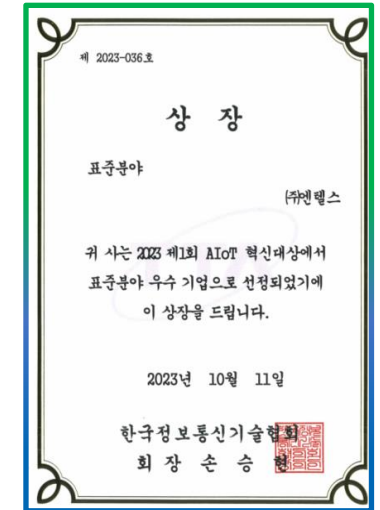 제 2023-036호
상 장
표준분야
(주)엔텔스
귀 사는 2023 제1회 AIoT 혁신대상에서
표준분야 우수 기업으로 선정되었기에
이 상장을 드립니다.
2023년 10월 11일
한국정보통신기술협회
회 장 손 승 현